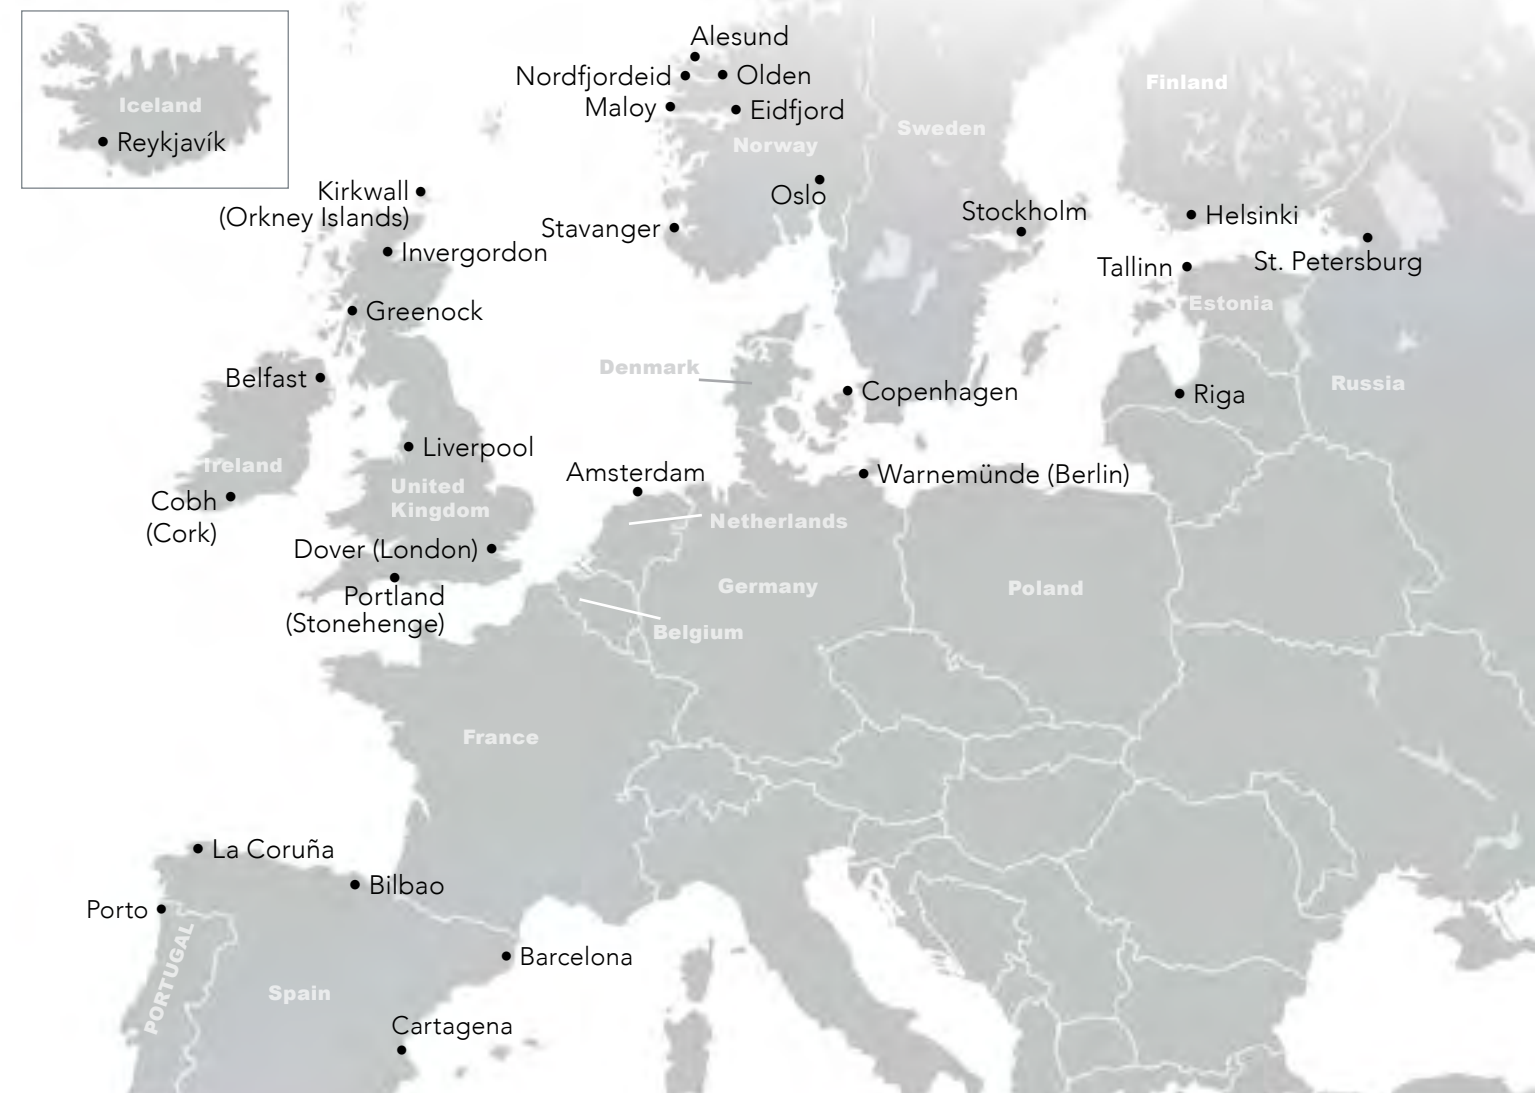 Alesund
Nordfjordeid
Olden
Maloy
Eidfjord
Iceland
Reykjavík
Finland
Sweden
Norway
Kirkwall
(Orkney Islands)
Oslo
Stavanger
Stockholm
Helsinki
Invergordon
Tallinn
St. Petersburg
Greenock
Estonia
Denmark
Belfast
Copenhagen
Riga
Russia
Liverpool
Ireland
Amsterdam
Warnemünde (Berlin)
United
Kingdom
Cobh
(Cork)
Netherlands
Dover (London)
Germany
Poland
Portland
(Stonehenge)
Belgium
France
La Coruña
Bilbao
Porto
PORTUGAL
Barcelona
Spain
Cartagena